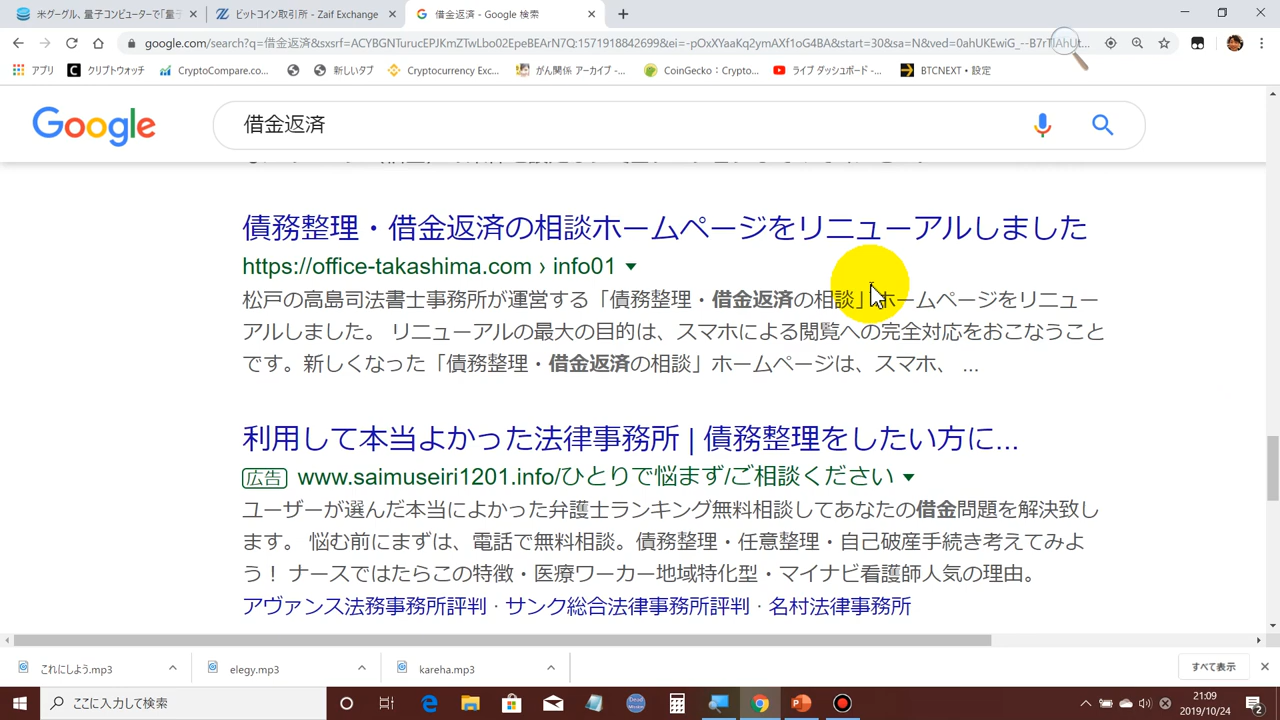 米グーグル、量子コンピューターで「量子
ビットコイン取引所 - Zaif Exchange
借金返済 - Google 検索
google.com/search?q=借金返済&sxsrf=
アプリ
クリプトウォッチ
CryptoCompare.co...
新しいタブ
Cryptocurrency Exc...
がん関係 アーカイブ - ...
CoinGecko：Crypto...
ライブ ダッシュボード - ...
BTCNEXT・設定
Google
借金返済
債務整理・借金返済の相談ホームページをリニューアルしました
https://office-takashima.com › info01
松戸の高島司法書士事務所が運営する「債務整理・借金返済の相談」ホームページをリニュー
アルしました。 リニューアルの最大の目的は、スマホによる閲覧への完全対応をおこなうこと
です。新しくなった「債務整理・借金返済の相談」ホームページは、スマホ、 ...
利用して本当よかった法律事務所 | 債務整理をしたい方に...
広告 www.saimuseiri1201.info/ひとりで悩まず/ご相談ください
ユーザーが選んだ本当によかった弁護士ランキング無料相談してあなたの借金問題を解決致し
ます。 悩む前にまずは、電話で無料相談。債務整理・任意整理・自己破産手続き考えてみよ
う！ ナースではたらこの特徴・医療ワーカー地域特化型・マイナビ看護師人気の理由。
アヴァンス法務事務所評判 · サンク総合法律事務所評判 · 名村法律事務所
これにしよう.mp3
elegy.mp3
kareha.mp3
すべて表示
ここに入力して検索
21:09
2019/10/24
2